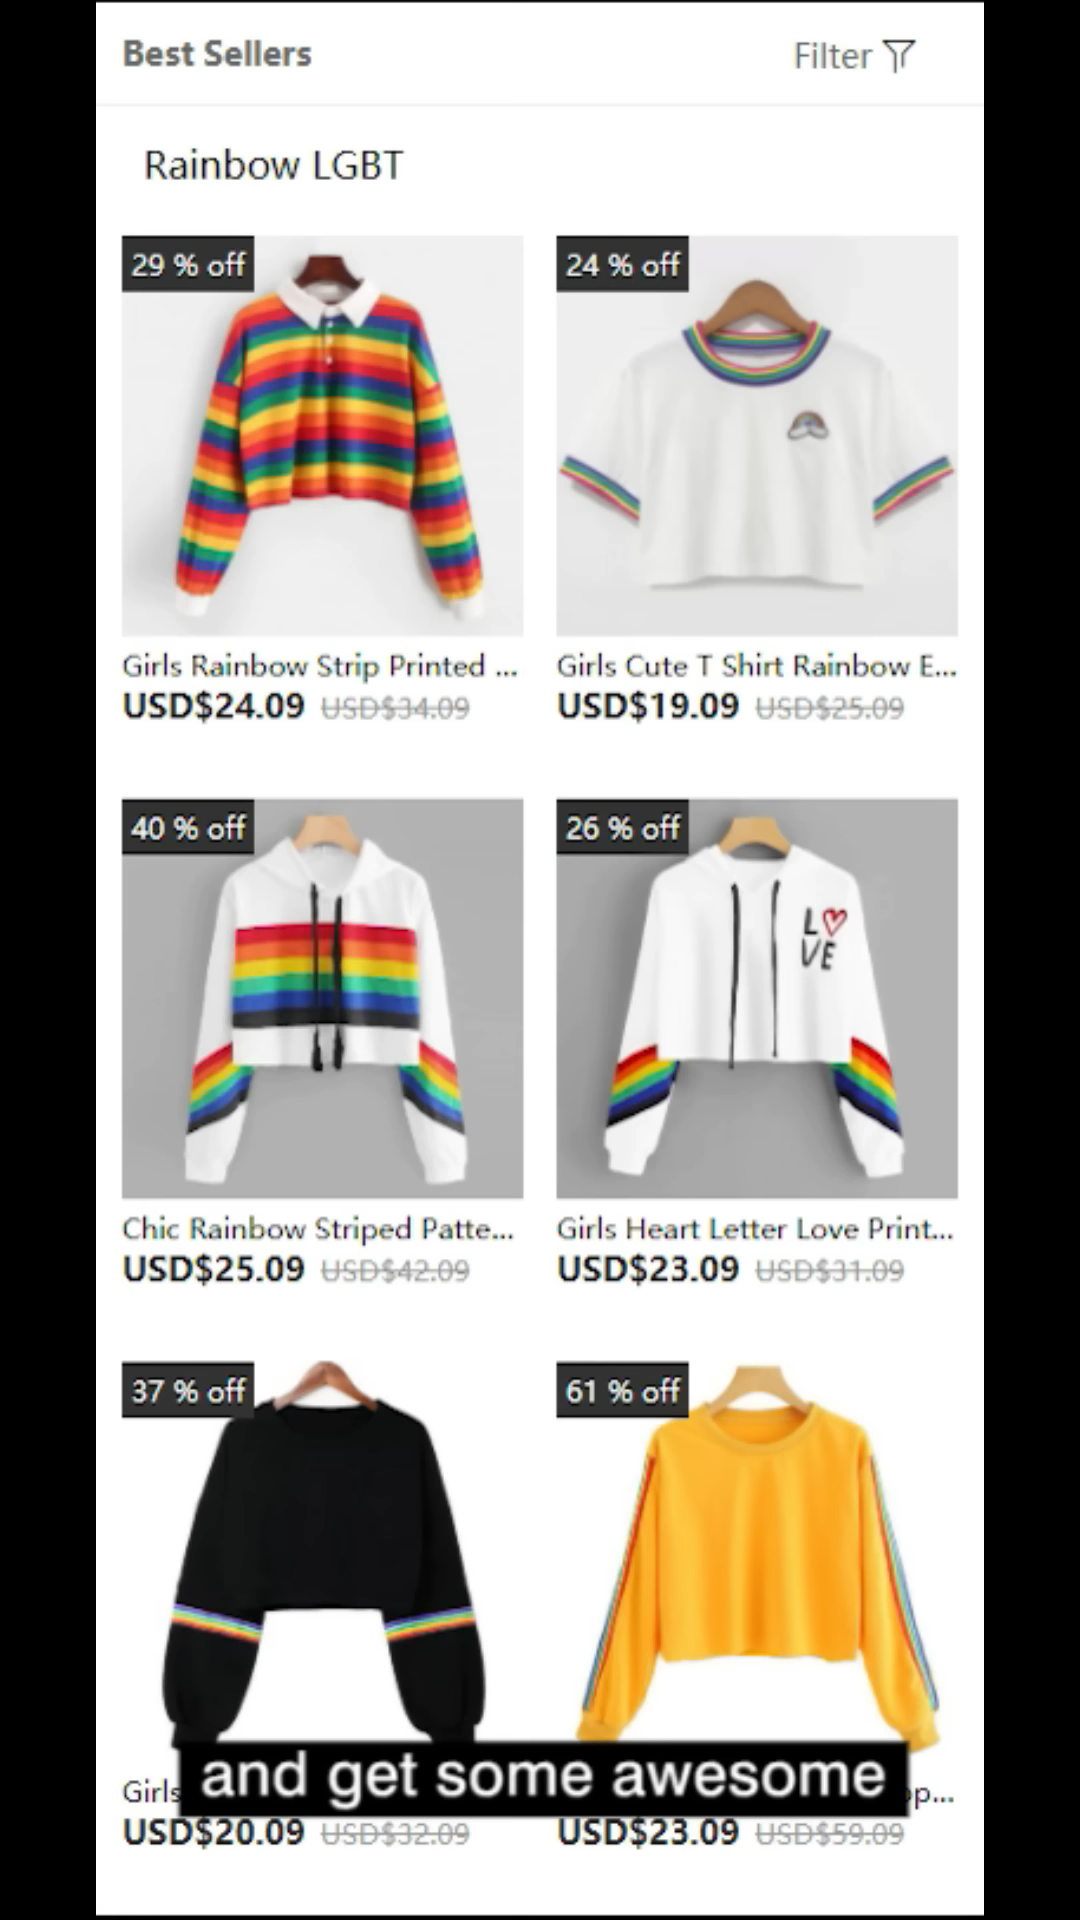 Best Sellers
Filter
Rainbow LGBT
29 % off
24 % off
Girls Rainbow Strip Printed ...
Girls Cute T Shirt Rainbow E...
USD$24.09 USD$34.09
USD$19.09 USD$25.09
40 % off
26 % off
L
VE
Chic Rainbow Striped Patte...
Girls Heart Letter Love Print...
USD$25.09 USD$42.09
USD$23.09 USD$31.09
37 % off
61 % off
and get some awesome
Girls
USD$20.09 USD$32.09
USD$23.09 USD$59.09